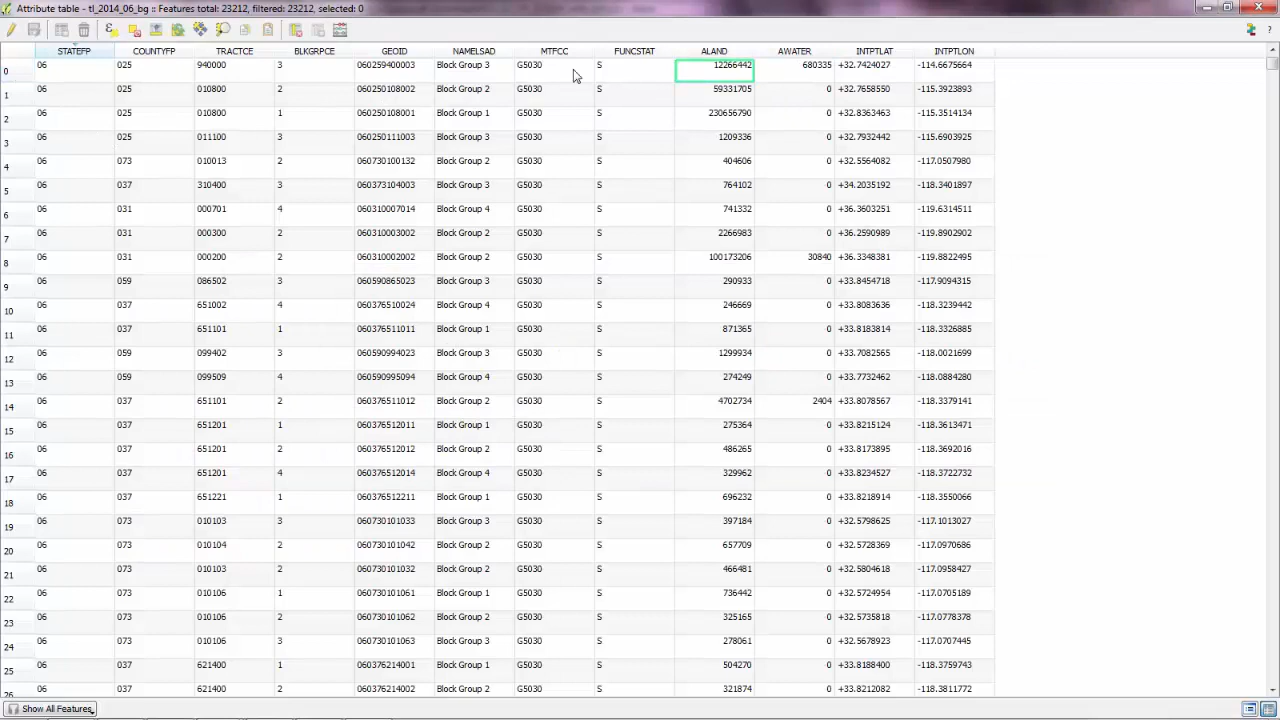 Attribute table - tl_2014_06_bg :: Features total: 23212, filtered: 23212, selected: 0
STATEFP COUNTYFP TRACTCE BLKGRPCE GEOID NAMELSAD MTFCC FUNCSTAT ALAND AWATER INTPTLAT INTPTLON
0 06 025 940000 3 060259400003 Block Group 3 G5030 S 12266442 680335 +32.7424027 -114.6675664
1 06 025 010800 2 060250108002 Block Group 2 G5030 S 59331705 0 +32.7658550 -115.3923893
2 06 025 010800 1 060250108001 Block Group 1 G5030 S 230656790 0 +32.8363463 -115.3514134
3 06 025 011100 3 060250111003 Block Group 3 G5030 S 1209336 0 +32.7932442 -115.6903925
4 06 073 010013 2 060730100132 Block Group 2 G5030 S 404606 0 +32.5564082 -117.0507980
5 06 037 310400 3 060373104003 Block Group 3 G5030 S 764102 0 +34.2035192 -118.3401897
6 06 031 000701 4 060310007014 Block Group 4 G5030 S 741332 0 +36.3603251 -119.6314511
7 06 031 000300 2 060310003002 Block Group 2 G5030 S 2266983 0 +36.2590989 -119.8902902
8 06 031 000200 2 060310002002 Block Group 2 G5030 S 100173206 30840 +36.3348381 -119.8822495
9 06 059 086502 3 060590865023 Block Group 3 G5030 S 290933 0 +33.8454718 -117.9094315
10 06 037 651002 4 060376510024 Block Group 4 G5030 S 246669 0 +33.8083636 -118.3239442
11 06 037 651101 1 060376511011 Block Group 1 G5030 S 871365 0 +33.8183814 -118.3326885
12 06 059 099402 3 060590994023 Block Group 3 G5030 S 1299934 0 +33.7082565 -118.0021699
13 06 059 099509 4 060590995094 Block Group 4 G5030 S 274249 0 +33.7732462 -118.0884280
14 06 037 651101 2 060376511012 Block Group 2 G5030 S 4702734 2404 +33.8078567 -118.3379141
15 06 037 651201 1 060376512011 Block Group 1 G5030 S 275364 0 +33.8215124 -118.3613471
16 06 037 651201 2 060376512012 Block Group 2 G5030 S 486265 0 +33.8173895 -118.3692016
17 06 037 651201 4 060376512014 Block Group 4 G5030 S 329962 0 +33.8234527 -118.3722732
18 06 037 651221 1 060376512211 Block Group 1 G5030 S 696232 0 +33.8218914 -118.3550066
19 06 073 010103 3 060730101033 Block Group 3 G5030 S 397184 0 +32.5798625 -117.1013027
20 06 073 010104 2 060730101042 Block Group 2 G5030 S 657709 0 +32.5728369 -117.0970686
21 06 073 010103 2 060730101032 Block Group 2 G5030 S 466481 0 +32.5804618 -117.0958427
22 06 073 010106 1 060730101061 Block Group 1 G5030 S 736442 0 +32.5724954 -117.0705189
23 06 073 010106 2 060730101062 Block Group 2 G5030 S 325165 0 +32.5735818 -117.0778378
24 06 073 010106 3 060730101063 Block Group 3 G5030 S 278061 0 +32.5678923 -117.0707445
25 06 037 621400 1 060376214001 Block Group 1 G5030 S 504270 0 +33.8188400 -118.3759743
26 06 037 621400 2 060376214002 Block Group 2 G5030 S 321874 0 +33.8212082 -118.3811772
Show All Features